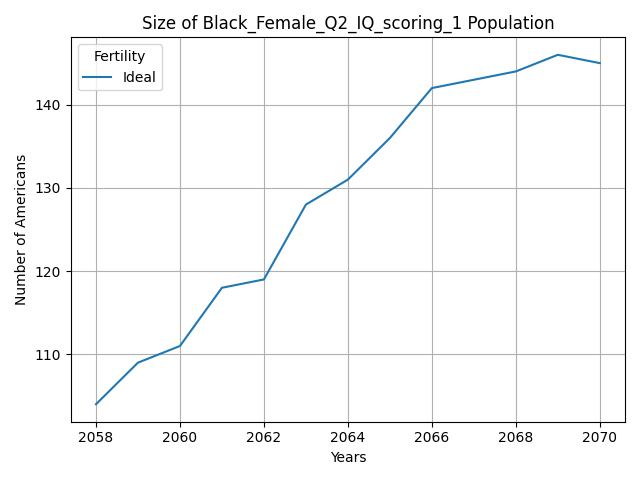 Size of Black_Female_Q2_IQ_scoring_1 Population
Fertility
Ideal
Number of Americans
140
130
120
110
2058 2060 2062 2064 2066 2068 2070
Years